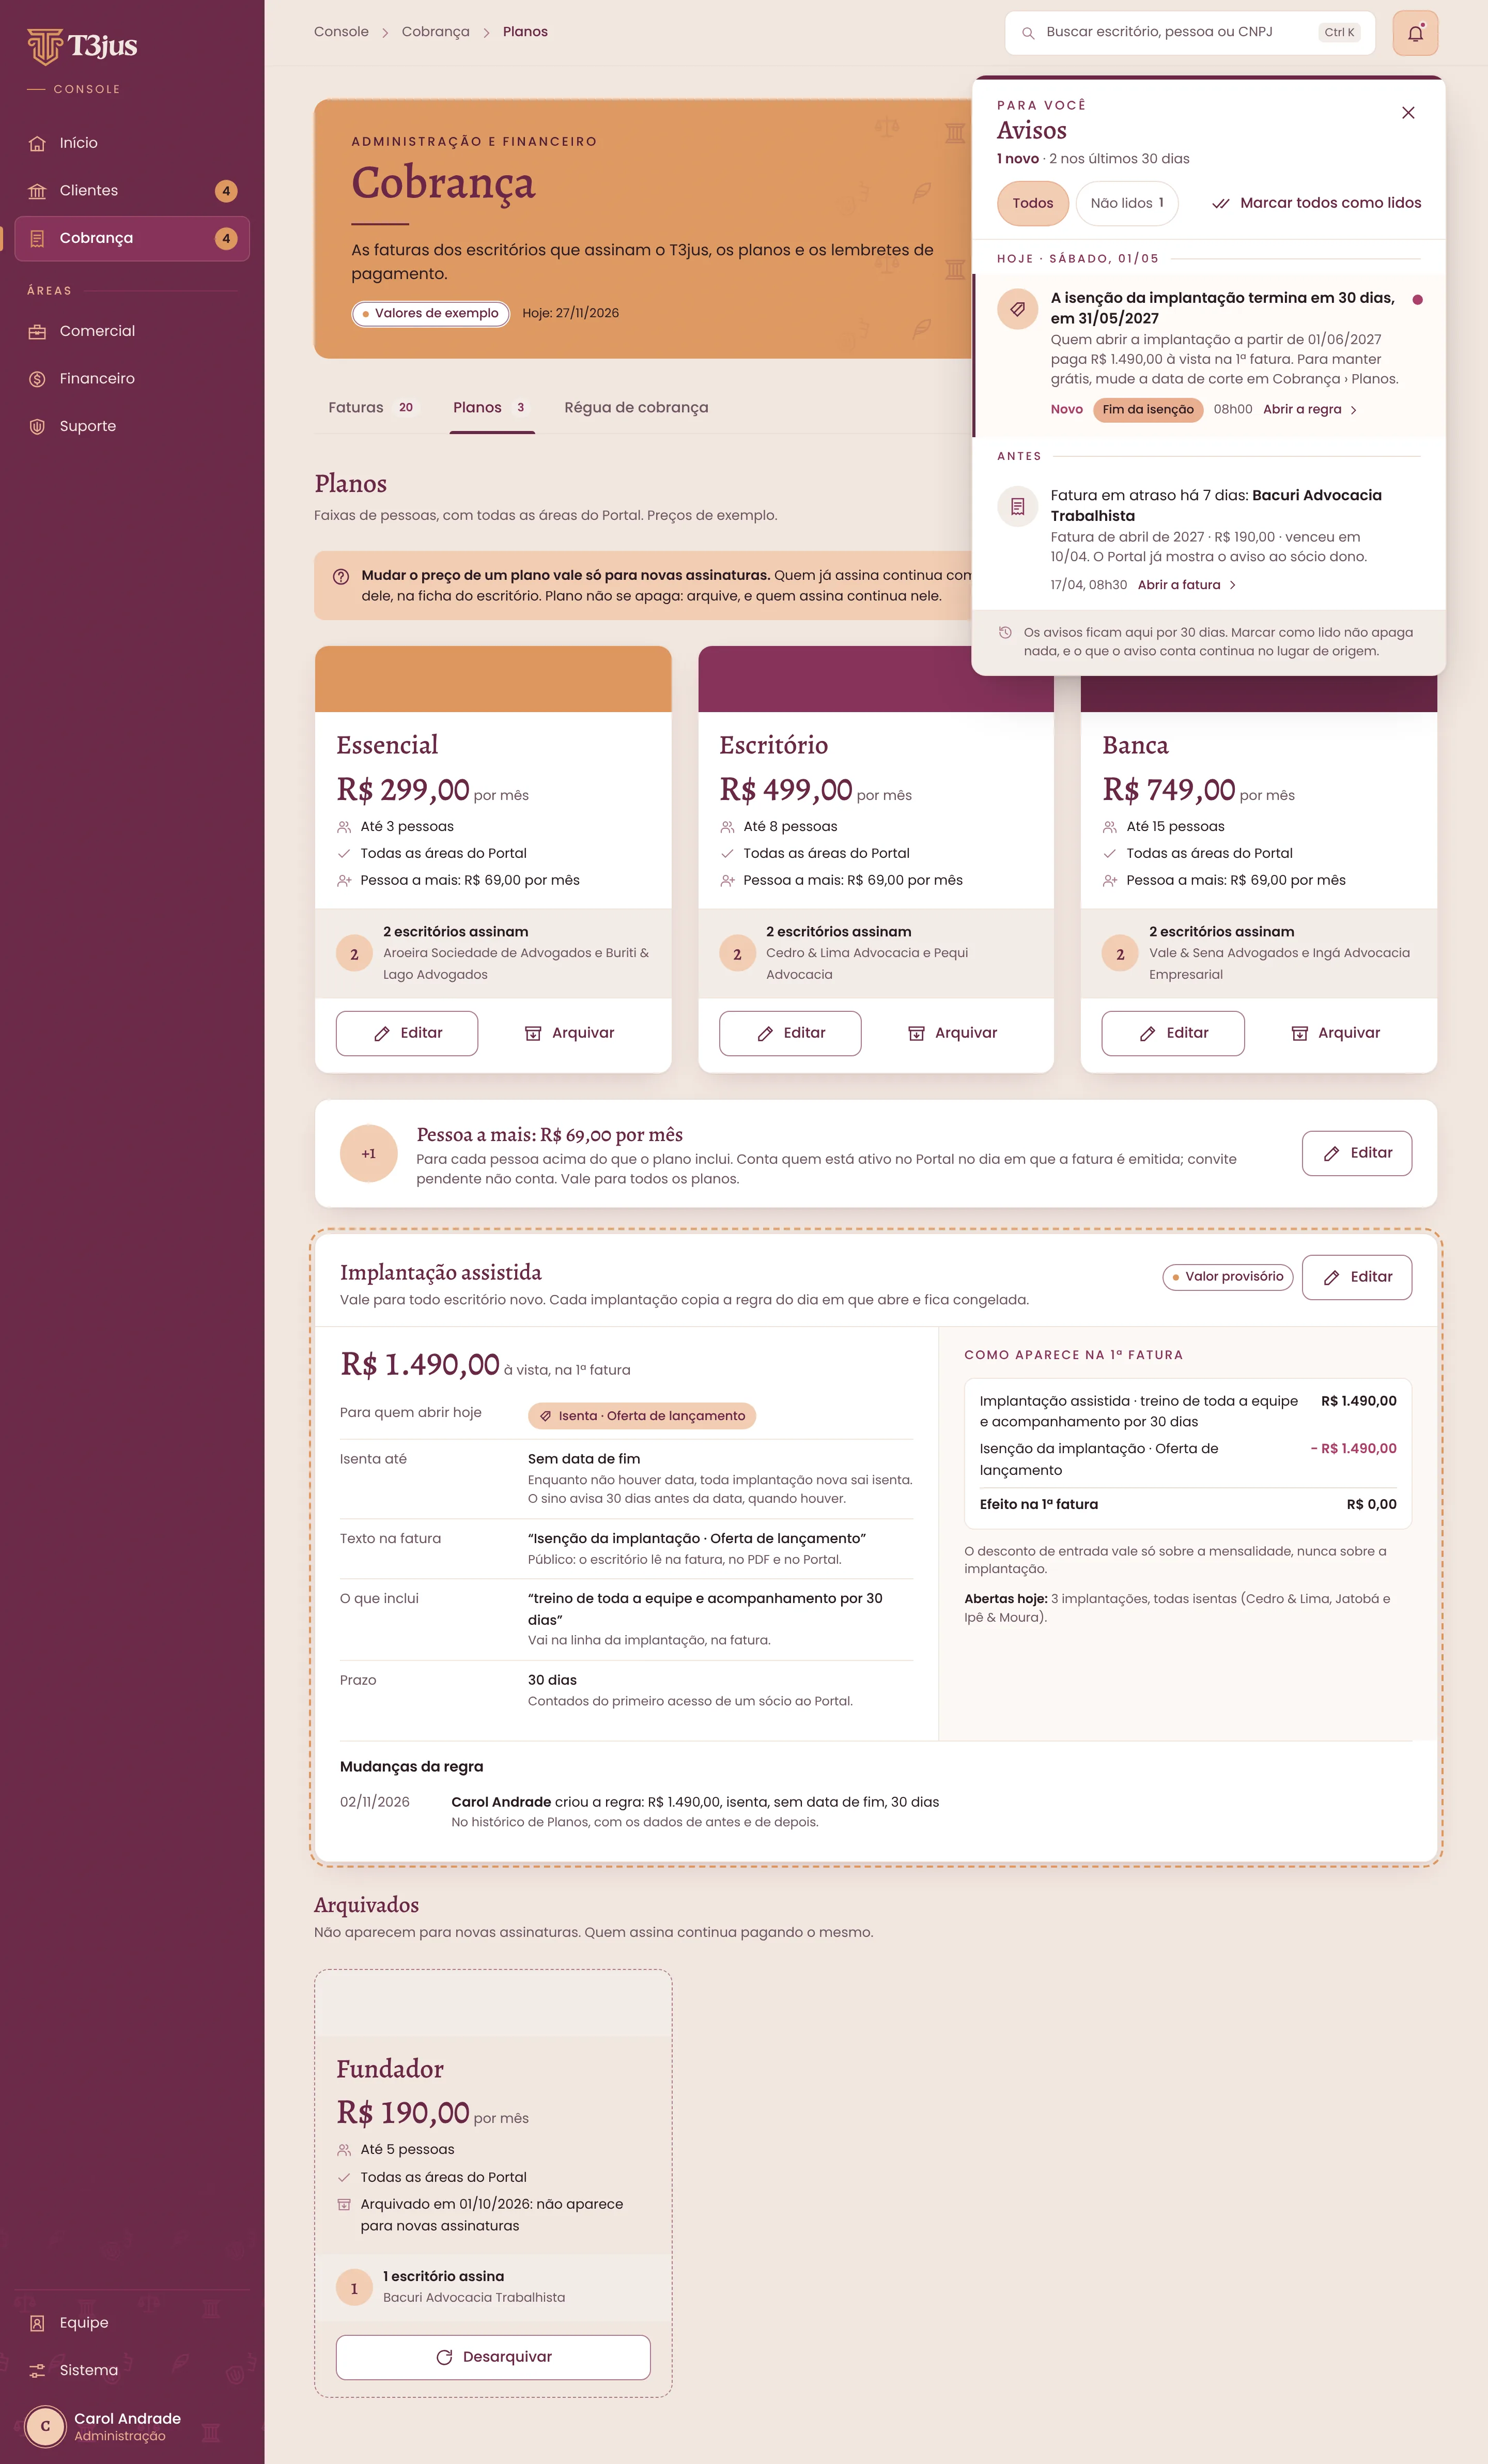 T3jus
CONSOLE
Início
Clientes 4
Cobrança 4
ÁREAS
Comercial
Financeiro
Suporte
Equipe
Sistema
C
Carol Andrade
Administração
Console > Cobrança > Planos
Buscar escritório, pessoa ou CNPJ Ctrl K
ADMINISTRAÇÃO E FINANCEIRO
Cobrança
As faturas dos escritórios que assinam o T3jus, os planos e os lembretes de
pagamento.
Valores de exemplo Hoje: 27/11/2026
PARA VOCÊ
Avisos
1 novo · 2 nos últimos 30 dias
Todos Não lidos 1 Marcar todos como lidos
HOJE · SÁBADO, 01/05
A isenção da implantação termina em 30 dias,
em 31/05/2027
Quem abrir a implantação a partir de 01/06/2027
paga R$ 1.490,00 à vista na 1ª fatura. Para manter
grátis, mude a data de corte em Cobrança › Planos.
Novo Fim da isenção 08h00 Abrir a regra
ANTES
Fatura em atraso há 7 dias: Bacuri Advocacia
Trabalhista
Fatura de abril de 2027 · R$ 190,00 · venceu em
10/04. O Portal já mostra o aviso ao sócio dono.
17/04, 08h30 Abrir a fatura
Os avisos ficam aqui por 30 dias. Marcar como lido não apaga
nada, e o que o aviso conta continua no lugar de origem.
Faturas 20 Planos 3 Régua de cobrança
Planos
Faixas de pessoas, com todas as áreas do Portal. Preços de exemplo.
Mudar o preço de um plano vale só para novas assinaturas. Quem já assina continua com
dele, na ficha do escritório. Plano não se apaga: arquive, e quem assina continua nele.
Essencial
R$ 299,00 por mês
Até 3 pessoas
Todas as áreas do Portal
Pessoa a mais: R$ 69,00 por mês
2
2 escritórios assinam
Aroeira Sociedade de Advogados e Buriti &
Lago Advogados
Editar Arquivar
Escritório
R$ 499,00 por mês
Até 8 pessoas
Todas as áreas do Portal
Pessoa a mais: R$ 69,00 por mês
2
2 escritórios assinam
Cedro & Lima Advocacia e Pequi
Advocacia
Editar Arquivar
Banca
R$ 749,00 por mês
Até 15 pessoas
Todas as áreas do Portal
Pessoa a mais: R$ 69,00 por mês
2
2 escritórios assinam
Vale & Sena Advogados e Ingá Advocacia
Empresarial
Editar Arquivar
+1
Pessoa a mais: R$ 69,00 por mês
Para cada pessoa acima do que o plano inclui. Conta quem está ativo no Portal no dia em que a fatura é emitida; convite
pendente não conta. Vale para todos os planos.
Editar
Implantação assistida
Vale para todo escritório novo. Cada implantação copia a regra do dia em que abre e fica congelada.
Valor provisório Editar
R$ 1.490,00 à vista, na 1ª fatura
Para quem abrir hoje Isenta · Oferta de lançamento
Isenta até Sem data de fim
Enquanto não houver data, toda implantação nova sai isenta.
O sino avisa 30 dias antes da data, quando houver.
Texto na fatura “Isenção da implantação · Oferta de lançamento”
Público: o escritório lê na fatura, no PDF e no Portal.
O que inclui “treino de toda a equipe e acompanhamento por 30
dias”
Vai na linha da implantação, na fatura.
Prazo 30 dias
Contados do primeiro acesso de um sócio ao Portal.
COMO APARECE NA 1ª FATURA
Implantação assistida · treino de toda a equipe R$ 1.490,00
e acompanhamento por 30 dias
Isenção da implantação · Oferta de − R$ 1.490,00
lançamento
Efeito na 1ª fatura R$ 0,00
O desconto de entrada vale só sobre a mensalidade, nunca sobre a
implantação.
Abertas hoje: 3 implantações, todas isentas (Cedro & Lima, Jatobá e
Ipê & Moura).
Mudanças da regra
02/11/2026 Carol Andrade criou a regra: R$ 1.490,00, isenta, sem data de fim, 30 dias
No histórico de Planos, com os dados de antes e de depois.
Arquivados
Não aparecem para novas assinaturas. Quem assina continua pagando o mesmo.
Fundador
R$ 190,00 por mês
Até 5 pessoas
Todas as áreas do Portal
Arquivado em 01/10/2026: não aparece
para novas assinaturas
1
1 escritório assina
Bacuri Advocacia Trabalhista
Desarquivar